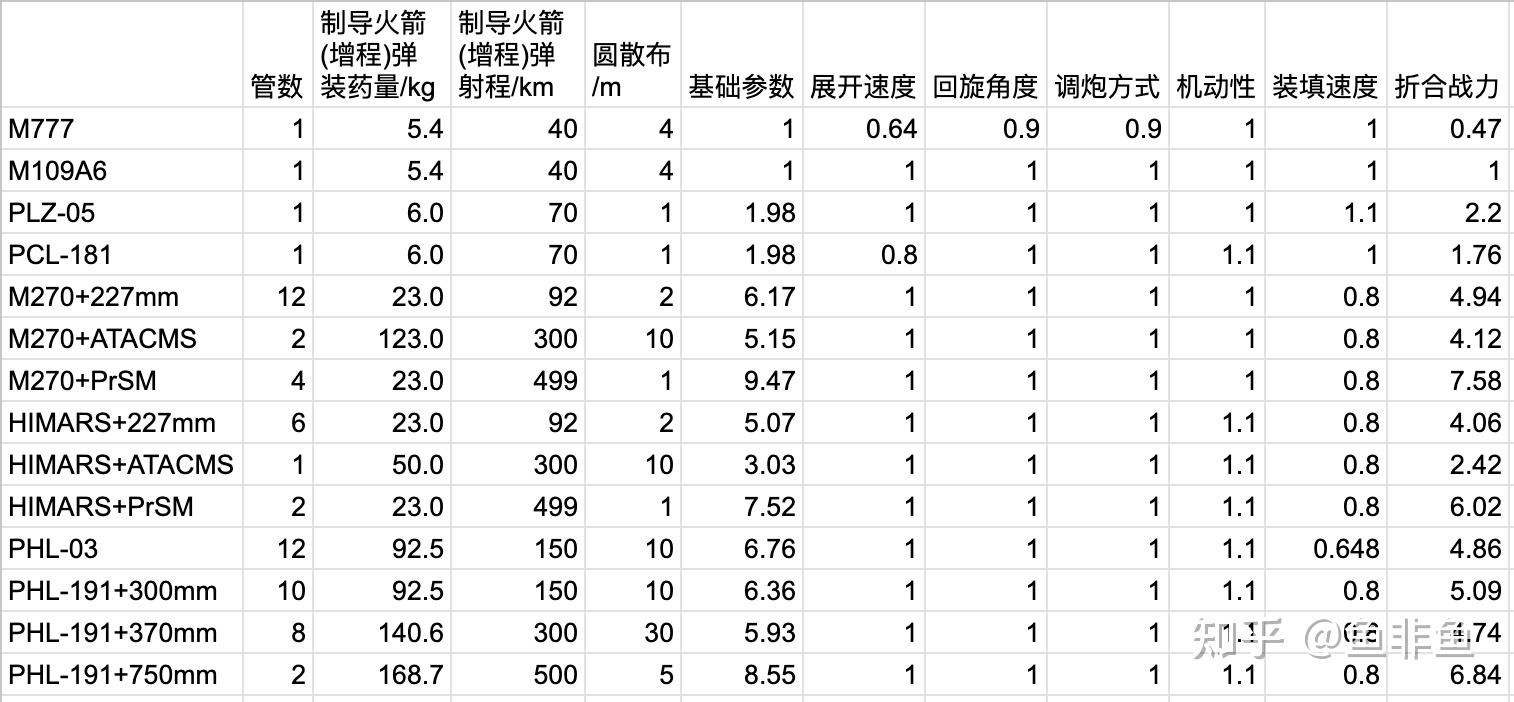 管数 制导火箭(增程)弹装药量/kg 制导火箭(增程)弹射程/km 圆散布/m 基础参数 展开速度 回旋角度 调炮方式 机动性 装填速度 折合战力
M777 1 5.4 40 4 1 0.64 0.9 0.9 1 1 0.47
M109A6 1 5.4 40 4 1 1 1 1 1 1 1
PLZ-05 1 6.0 70 1 1.98 1 1 1 1 1.1 2.2
PCL-181 1 6.0 70 1 1.98 0.8 1 1 1.1 1 1.76
M270+227mm 12 23.0 92 2 6.17 1 1 1 1 0.8 4.94
M270+ATACMS 2 123.0 300 10 5.15 1 1 1 1 0.8 4.12
M270+PrSM 4 23.0 499 1 9.47 1 1 1 1 0.8 7.58
HIMARS+227mm 6 23.0 92 2 5.07 1 1 1 1.1 0.8 4.06
HIMARS+ATACMS 1 50.0 300 10 3.03 1 1 1 1.1 0.8 2.42
HIMARS+PrSM 2 23.0 499 1 7.52 1 1 1 1.1 0.8 6.02
PHL-03 12 92.5 150 10 6.76 1 1 1 1.1 0.648 4.86
PHL-191+300mm 10 92.5 150 10 6.36 1 1 1 1.1 0.8 5.09
PHL-191+370mm 8 140.6 300 30 5.93 1 1 1 1.1 0.8 4.74
知乎 @鱼非鱼
PHL-191+750mm 2 168.7 500 5 8.55 1 1 1 1.1 0.8 6.84